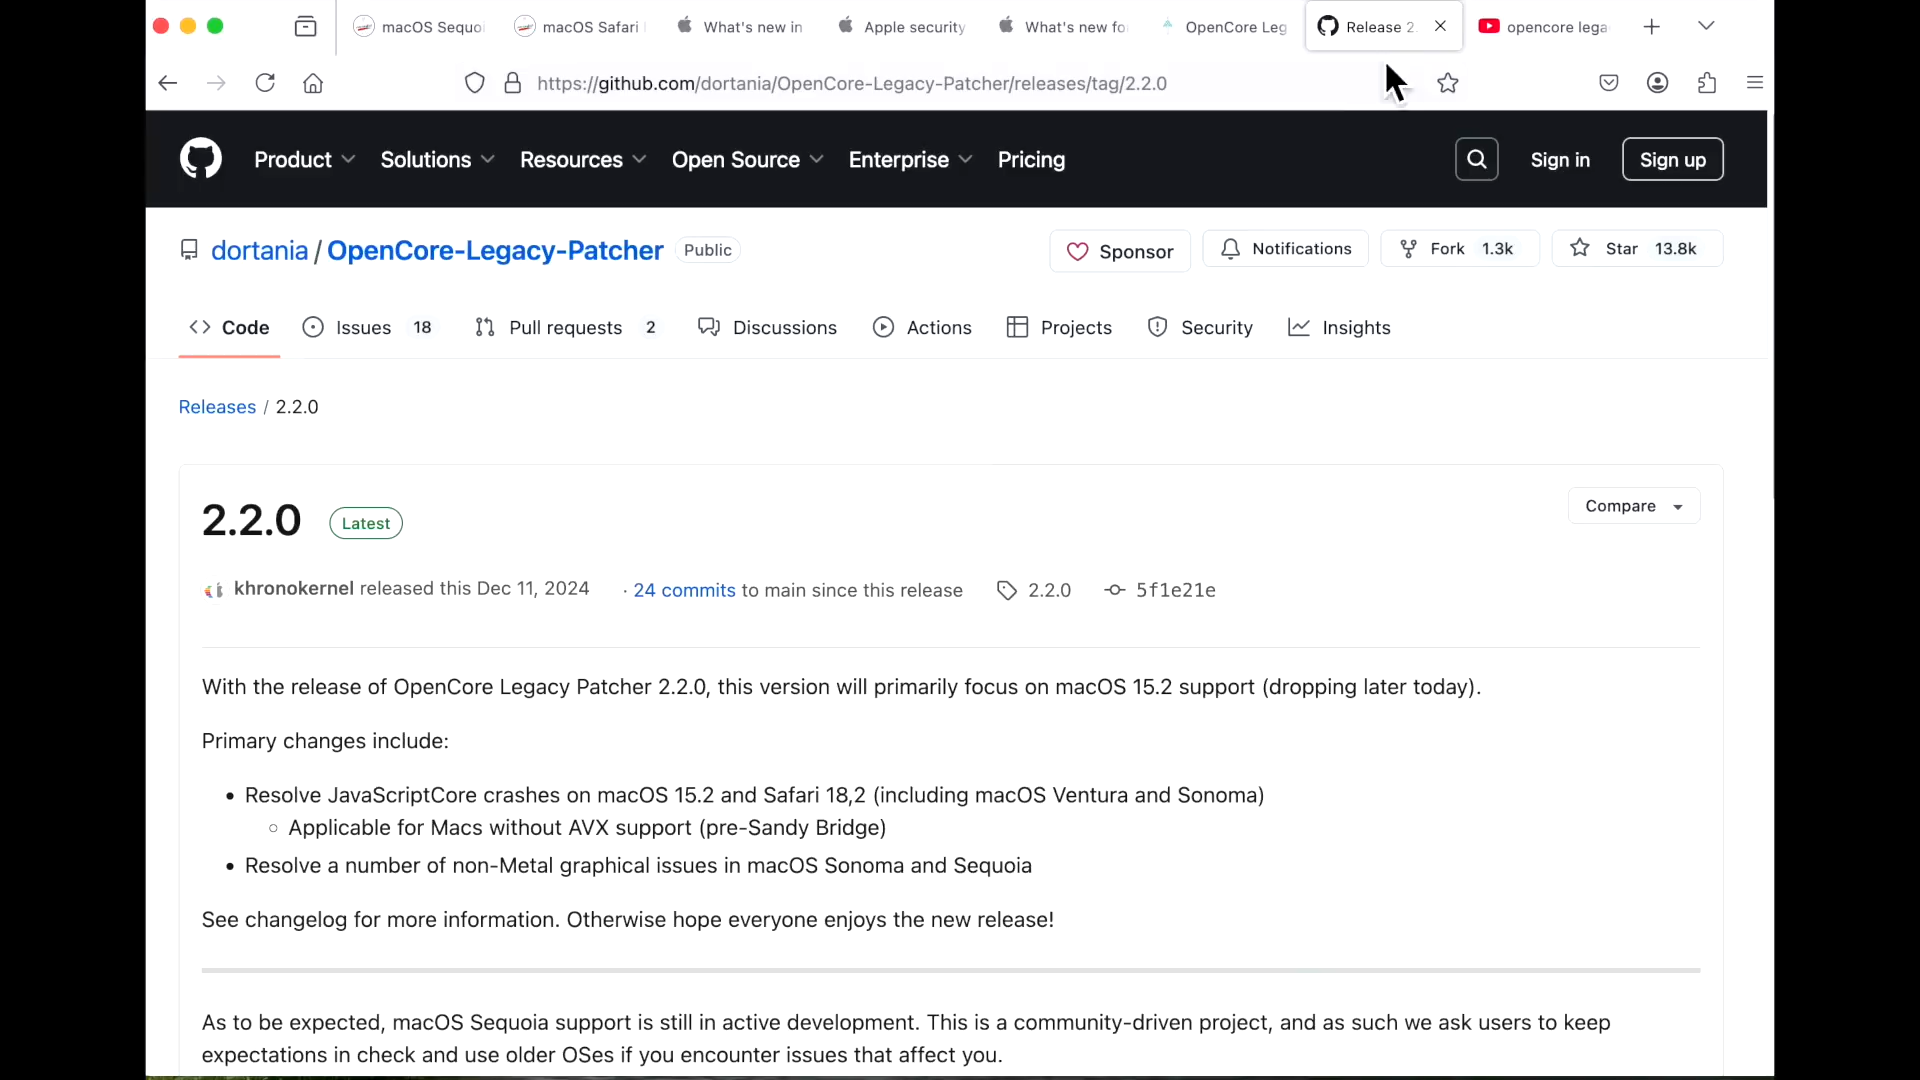 macOS Sequoi
macOS Safari
What's new in
Apple security
What's new fo
OpenCore Leg
Release 2.
opencore lega
https://github.com/dortania/OpenCore-Legacy-Patcher/releases/tag/2.2.0
Product Solutions Resources Open Source Enterprise Pricing Sign in Sign up
dortania / OpenCore-Legacy-Patcher Public Sponsor Notifications Fork 1.3k Star 13.8k
Code Issues 18 Pull requests 2 Discussions Actions Projects Security Insights
Releases / 2.2.0
2.2.0 Latest Compare
khronokernel released this Dec 11, 2024 · 24 commits to main since this release 2.2.0 5f1e21e
With the release of OpenCore Legacy Patcher 2.2.0, this version will primarily focus on macOS 15.2 support (dropping later today).
Primary changes include:
• Resolve JavaScriptCore crashes on macOS 15.2 and Safari 18,2 (including macOS Ventura and Sonoma)
○ Applicable for Macs without AVX support (pre-Sandy Bridge)
• Resolve a number of non-Metal graphical issues in macOS Sonoma and Sequoia
See changelog for more information. Otherwise hope everyone enjoys the new release!
As to be expected, macOS Sequoia support is still in active development. This is a community-driven project, and as such we ask users to keep
expectations in check and use older OSes if you encounter issues that affect you.